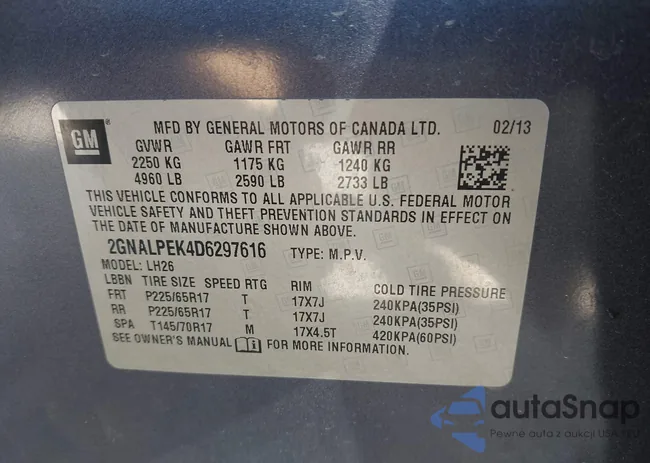 GM
MFD BY GENERAL MOTORS OF CANADA LTD. 02/13
GVWR GAWR FRT GAWR RR
2250 KG 1175 KG 1240 KG
4960 LB 2590 LB 2733 LB
THIS VEHICLE CONFORMS TO ALL APPLICABLE U.S. FEDERAL MOTOR
VEHICLE SAFETY AND THEFT PREVENTION STANDARDS IN EFFECT ON
THE DATE OF MANUFACTURE SHOWN ABOVE.
2GNALPEK4D6297616 TYPE: M.P.V.
MODEL: LH26
LBBN TIRE SIZE SPEED RTG RIM COLD TIRE PRESSURE
FRT P225/65R17 T 17X7J 240KPA(35PSI)
RR P225/65R17 T 17X7J 240KPA(35PSI)
SPA T145/70R17 M 17X4.5T 420KPA(60PSI)
SEE OWNER'S MANUAL FOR MORE INFORMATION.
autaSnap
Pewne auta z aukcji USA